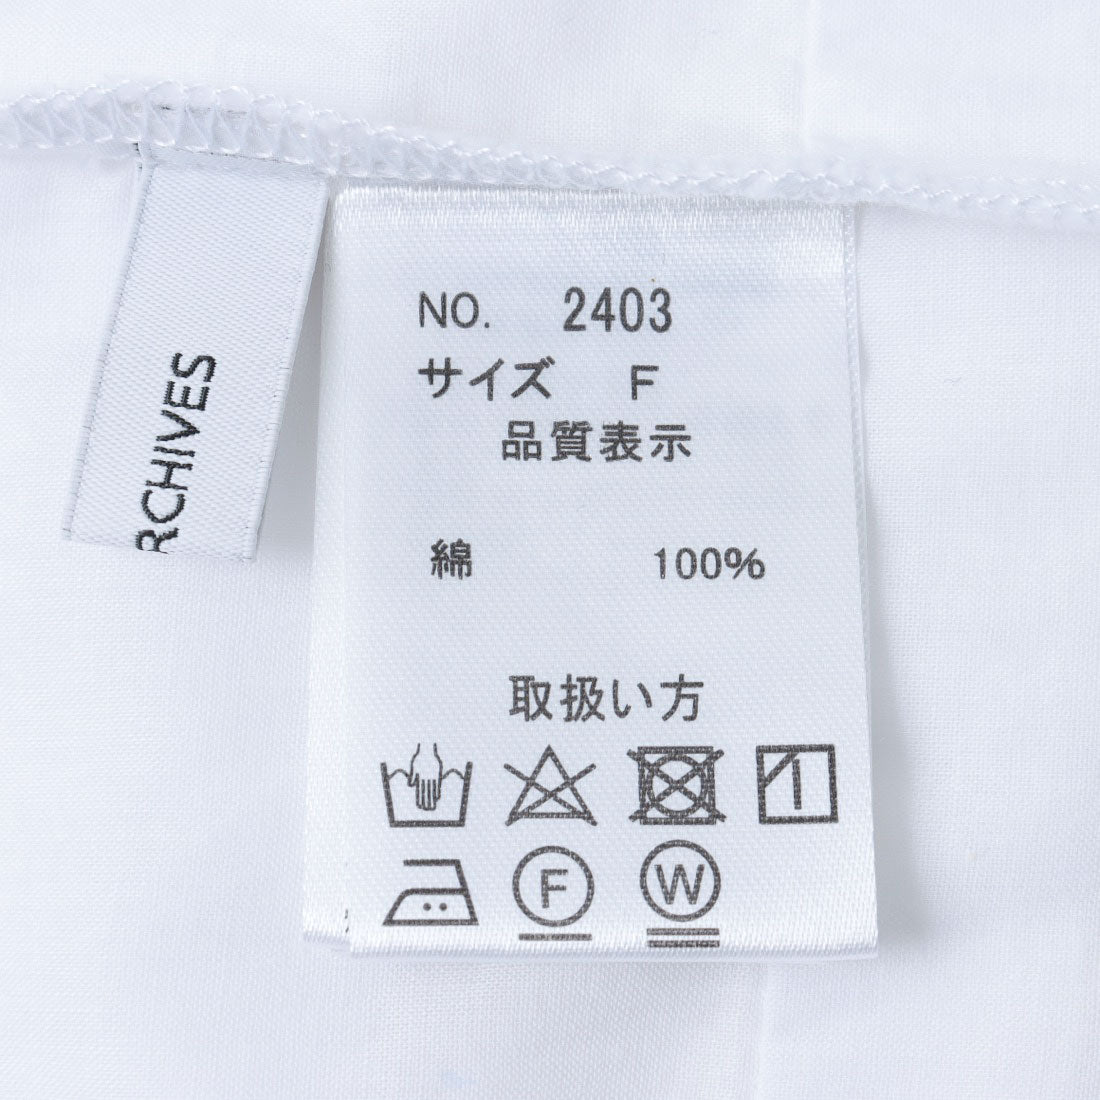 RCHIVES
NO. 2403
サイズ F
品質表示
綿 100%
取扱い方
F W